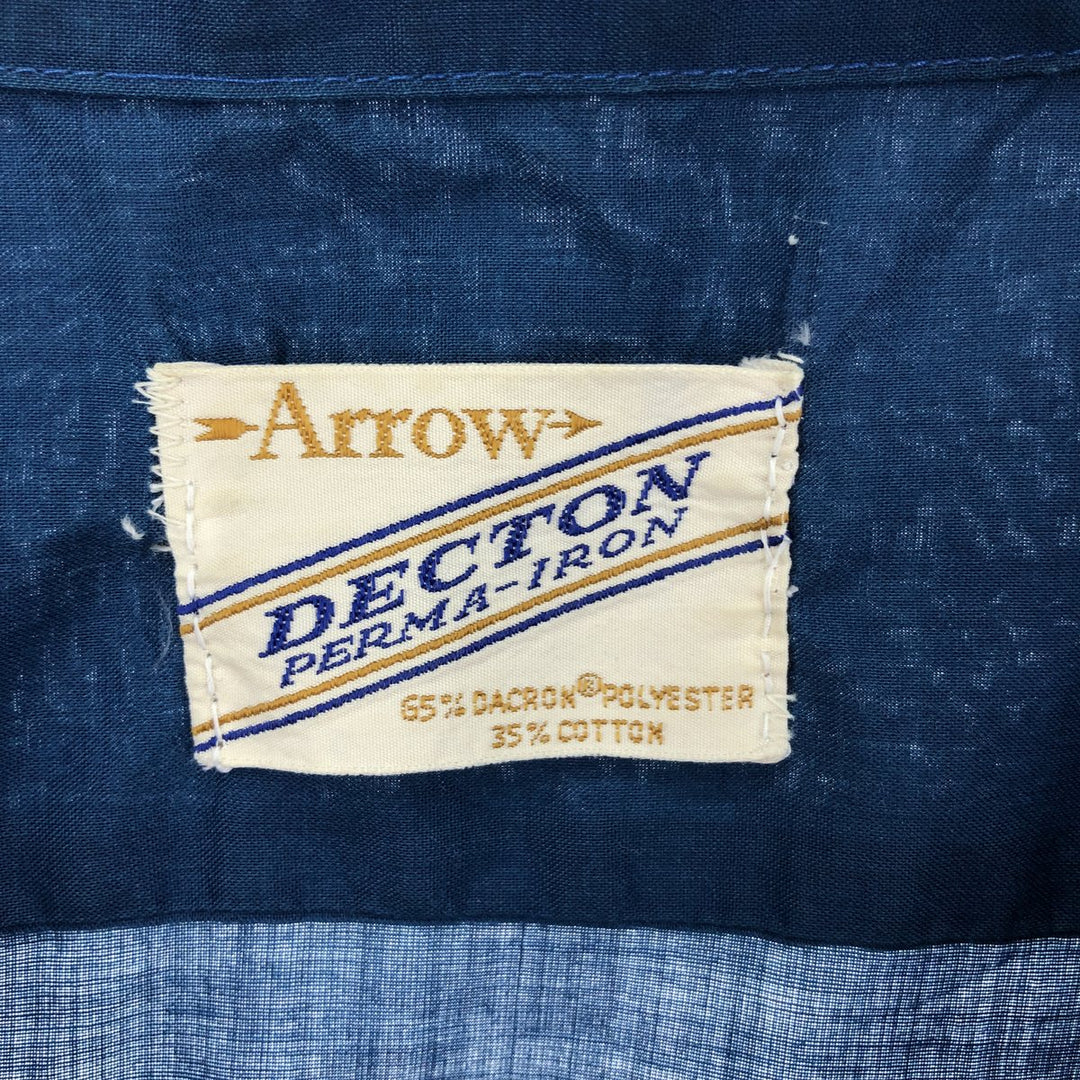 Arrow
DECTON
PERMA-IRON
65% DACRON® POLYESTER
35% COTTON